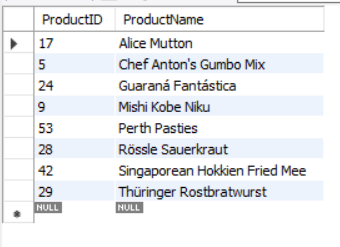 ProductID ProductName
17 Alice Mutton
5 Chef Anton's Gumbo Mix
24 Guaraná Fantástica
9 Mishi Kobe Niku
53 Perth Pasties
28 Rössle Sauerkraut
42 Singaporean Hokkien Fried Mee
29 Thüringer Rostbratwurst
NULL NULL